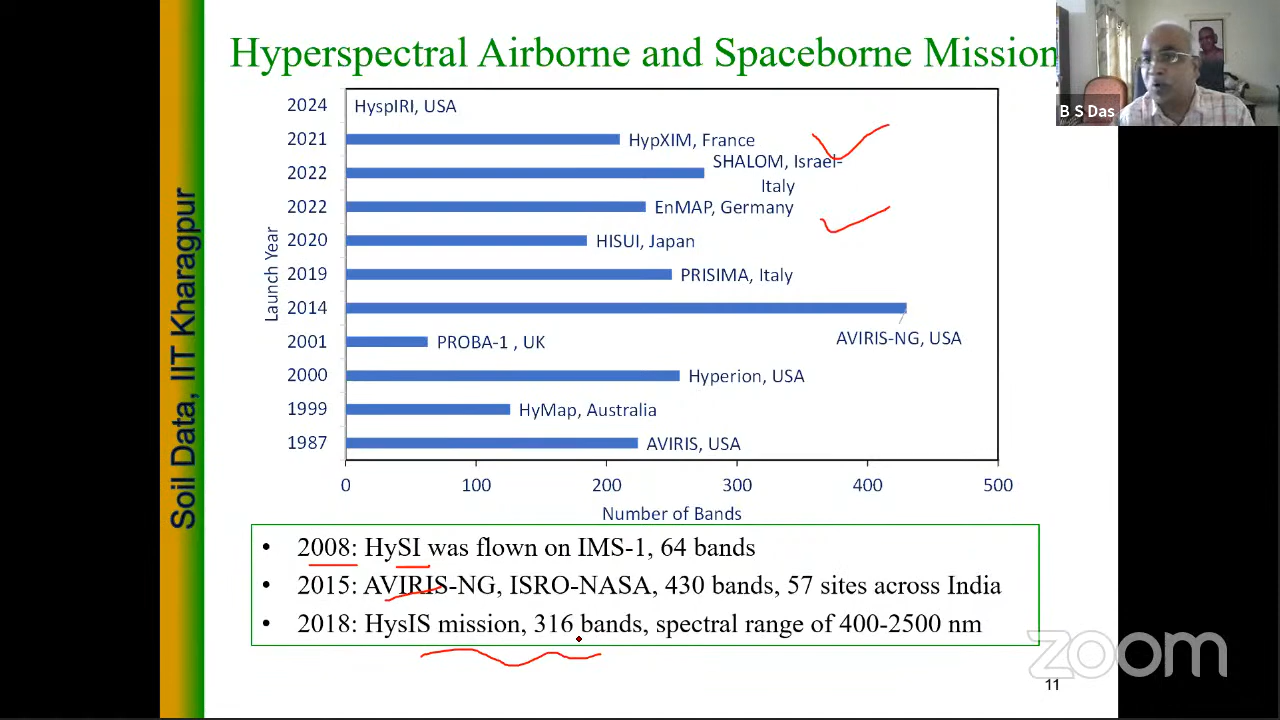 Hyperspectral Airborne and Spaceborne Mission
B S Das
Soil Data, IIT Kharagpur
Launch Year
2024 HyspIRI, USA
2021 HypXIM, France
2022 SHALOM, Israel-
Italy
2022 EnMAP, Germany
2020 HISUI, Japan
2019 PRISIMA, Italy
2014
AVIRIS-NG, USA
2001 PROBA-1 , UK
2000 Hyperion, USA
1999 HyMap, Australia
1987 AVIRIS, USA
0 100 200 300 400 500
Number of Bands
• 2008: HySI was flown on IMS-1, 64 bands
• 2015: AVIRIS-NG, ISRO-NASA, 430 bands, 57 sites across India
• 2018: HysIS mission, 316 bands, spectral range of 400-2500 nm
zoom
11